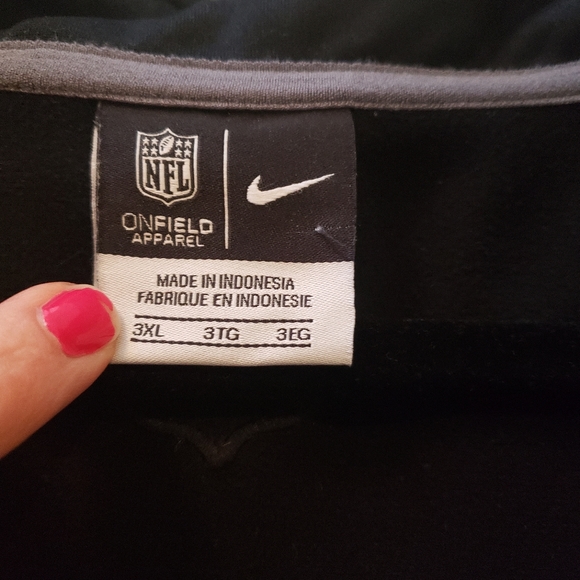 NFL
ONFIELD
APPAREL
MADE IN INDONESIA
FABRIQUE EN INDONESIE
3XL 3TG 3EG